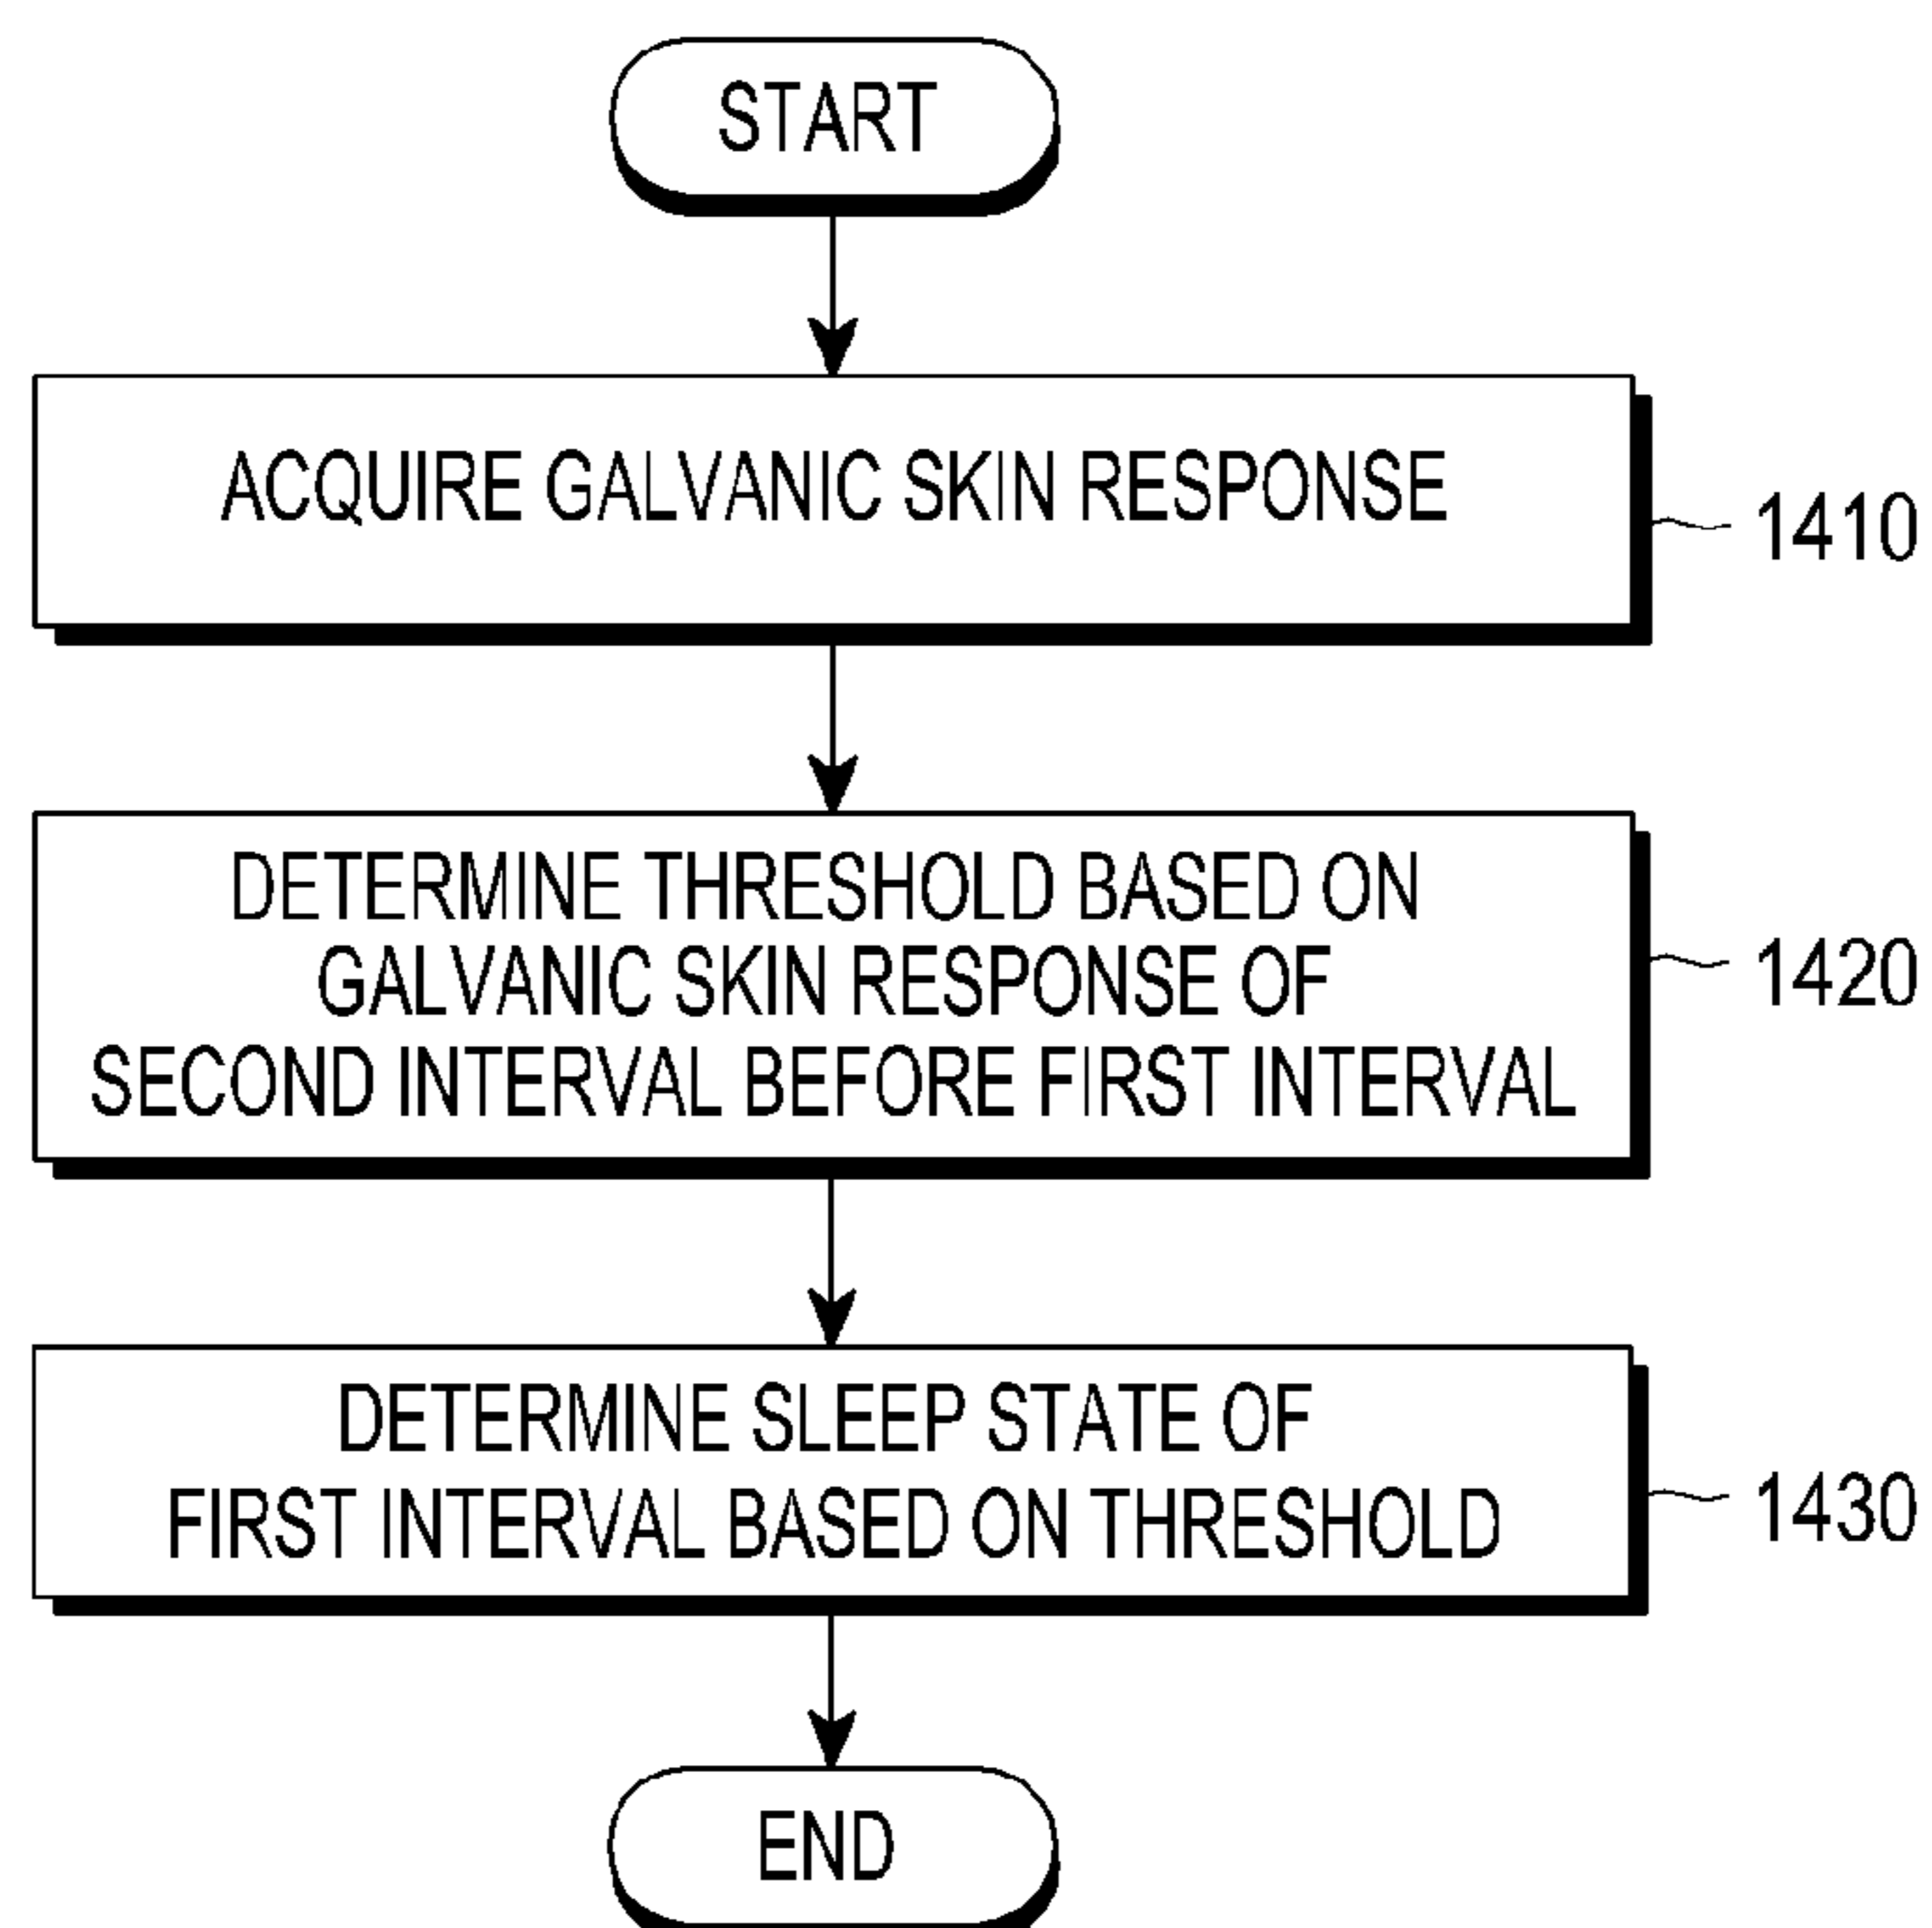 START
ACQUIRE GALVANIC SKIN RESPONSE
1410
DETERMINE THRESHOLD BASED ON
GALVANIC SKIN RESPONSE OF
SECOND INTERVAL BEFORE FIRST INTERVAL
1420
DETERMINE SLEEP STATE OF
FIRST INTERVAL BASED ON THRESHOLD
1430
END